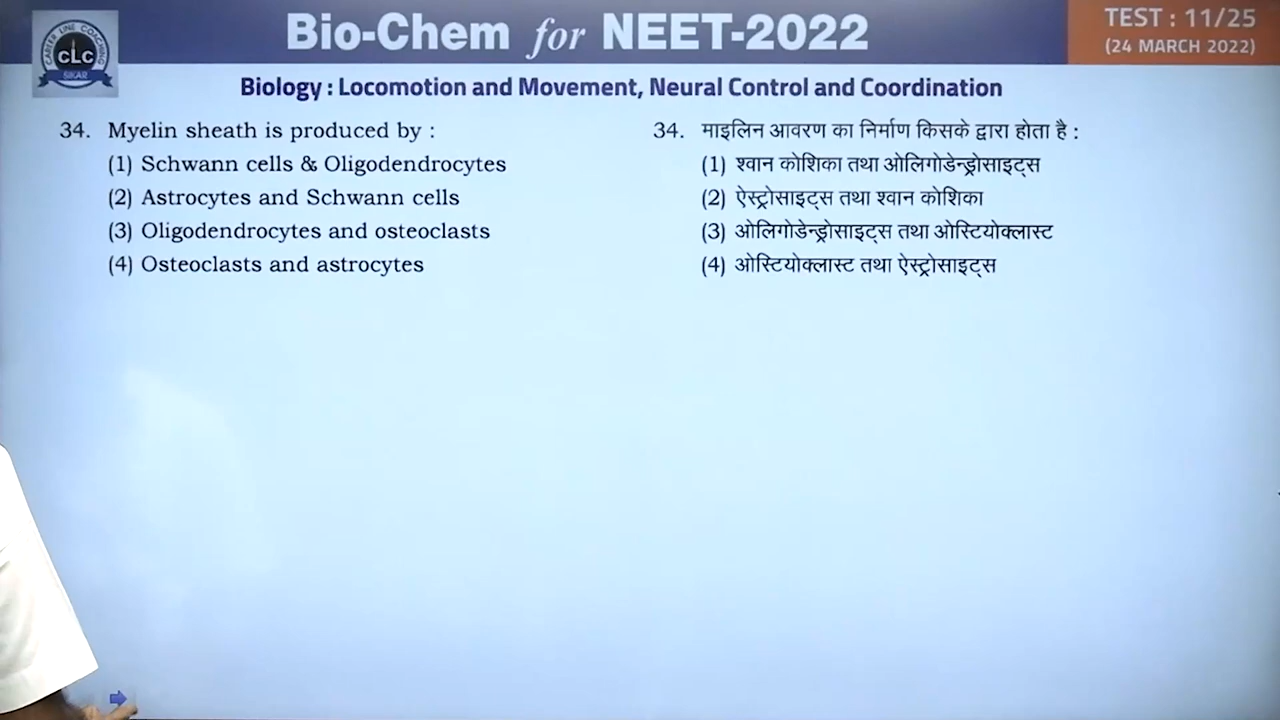 Bio-Chem for NEET-2022
TEST : 11/25
(24 MARCH 2022)
CAREER LINE COACHING
CLC
SIKAR
Biology : Locomotion and Movement, Neural Control and Coordination
34. Myelin sheath is produced by :
(1) Schwann cells & Oligodendrocytes
(2) Astrocytes and Schwann cells
(3) Oligodendrocytes and osteoclasts
(4) Osteoclasts and astrocytes
34. माइलिन आवरण का निर्माण किसके द्वारा होता है :
(1) श्वान कोशिका तथा ओलिगोडेन्ड्रोसाइट्स
(2) ऐस्ट्रोसाइट्स तथा श्वान कोशिका
(3) ओलिगोडेन्ड्रोसाइट्स तथा ओस्टियोक्लास्ट
(4) ओस्टियोक्लास्ट तथा ऐस्ट्रोसाइट्स